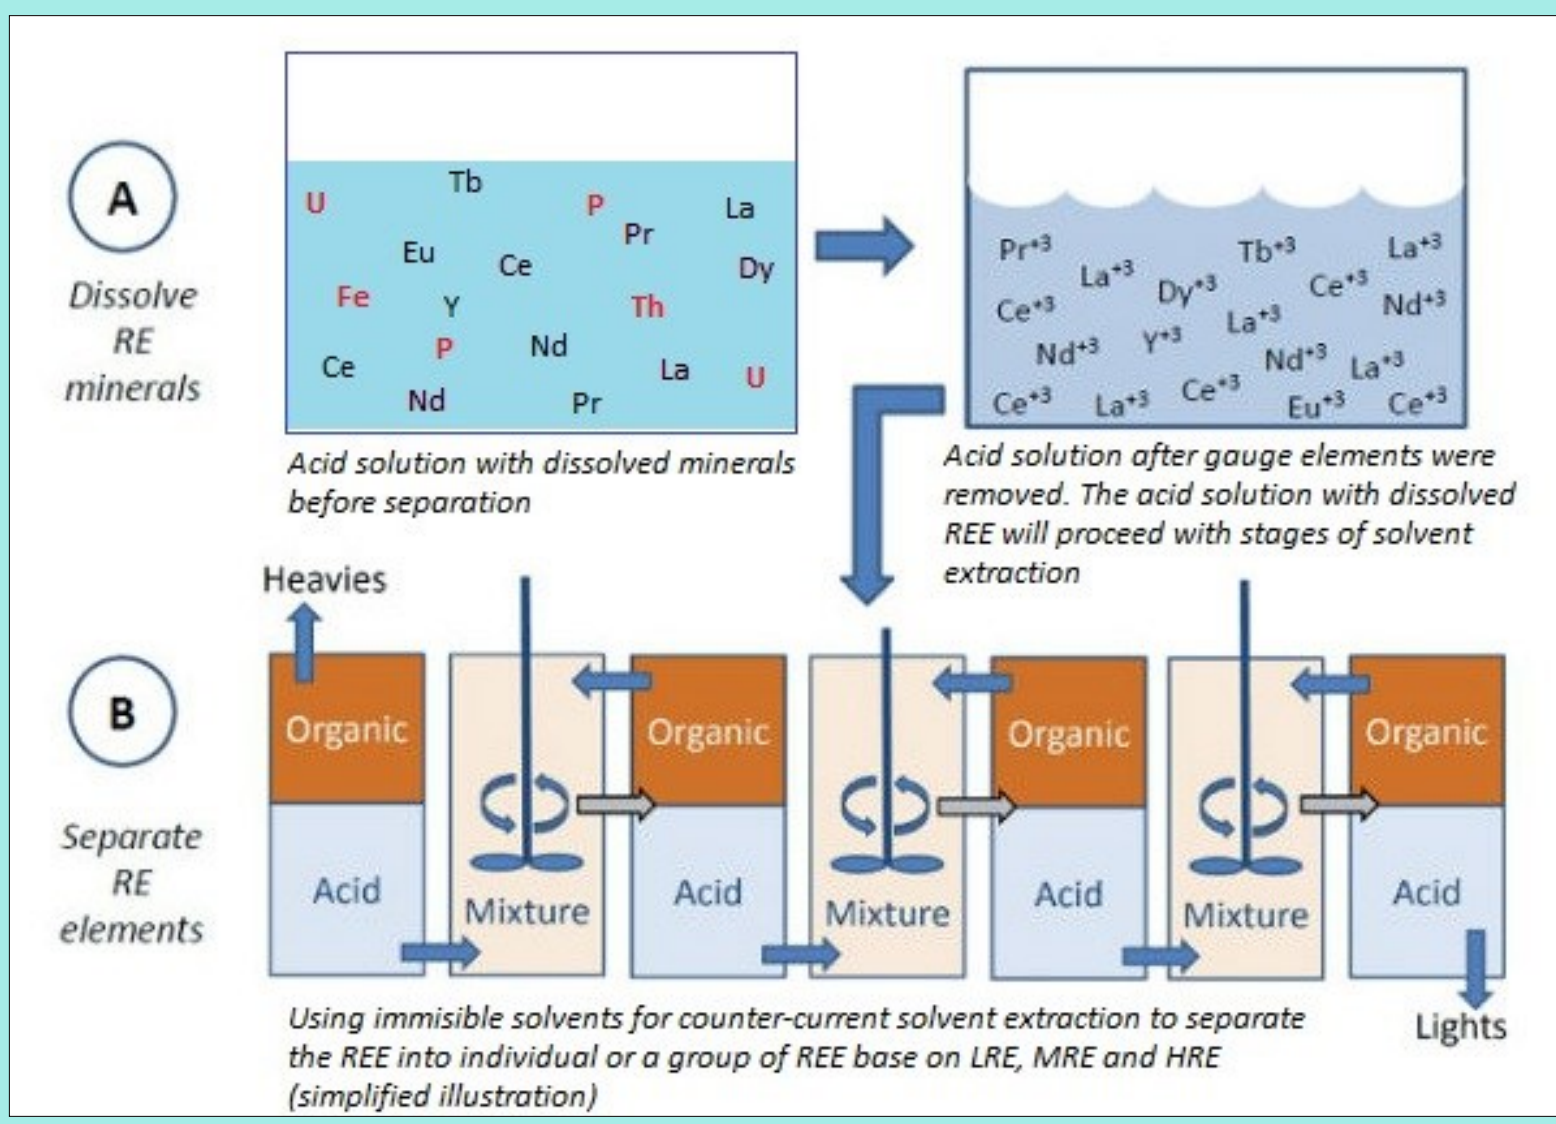 A
Dissolve
RE
minerals
U
Tb
P
La
Pr
Eu
Ce
Dy
Fe
Y
Th
P
Nd
Ce
La
U
Nd
Pr
Acid solution with dissolved minerals
before separation
Pr+3
Tb+3
La+3
La+3
Dy+3
Ce+3
Ce+3
Nd+3
La+3
Y+3
Nd+3
Nd+3
La+3
Ce+3
Ce+3
La+3
Eu+3
Ce+3
Acid solution after gauge elements were
removed. The acid solution with dissolved
REE will proceed with stages of solvent
extraction
B
Separate
RE
elements
Heavies
Organic
Acid
Mixture
Organic
Acid
Mixture
Organic
Acid
Mixture
Organic
Acid
Lights
Using immisible solvents for counter-current solvent extraction to separate
the REE into individual or a group of REE base on LRE, MRE and HRE
(simplified illustration)